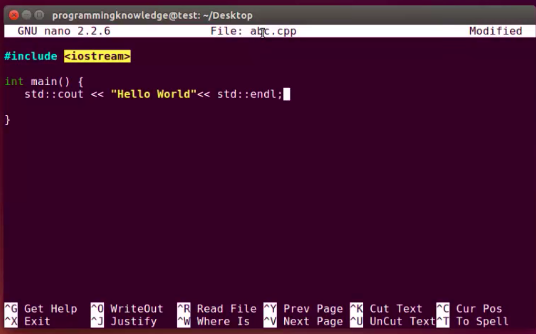 programmingknowledge@test: ~/Desktop
GNU nano 2.2.6 File: abc.cpp Modified
#include <iostream>
int main() {
std::cout << "Hello World"<< std::endl;
}
^G Get Help ^O WriteOut ^R Read File ^Y Prev Page ^K Cut Text ^C Cur Pos
^X Exit ^J Justify ^W Where Is ^V Next Page ^U UnCut Text ^T To Spell